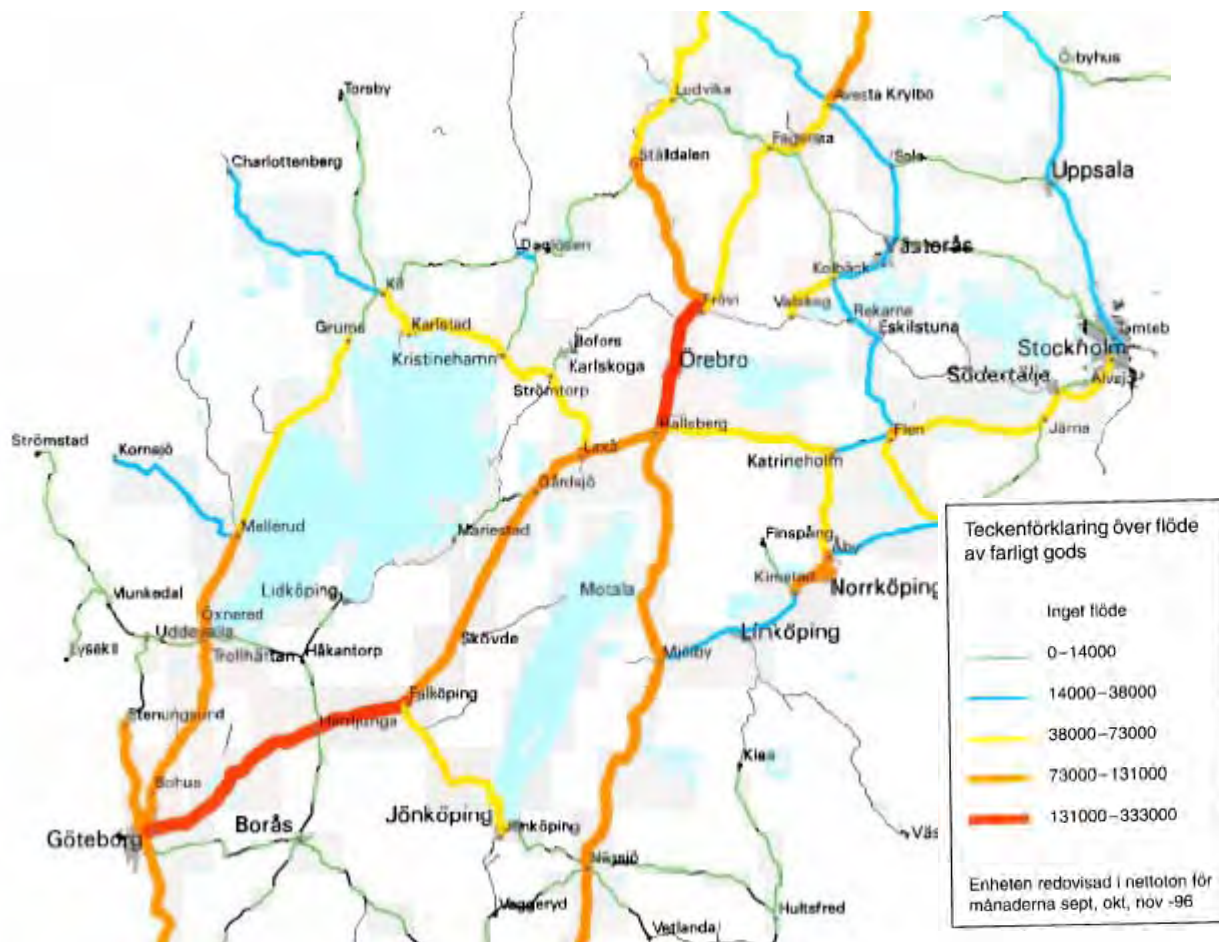 Torsby
Ludvika
Avesta Krylbo
Örbyhus
Charlottenberg
Ställdalen
Fagersta
Sala
Uppsala
Daglösen
Västerås
Kil
Kolbäck
Frövi
Valskog
Rekarne
Eskilstuna
Grums
Karlstad
Kristinehamn
Bofors
Karlskoga
Örebro
Stockholm
Södertälje
Älvsjö
Strömtorp
Strömstad
Kornsjö
Laxå
Hallsberg
Flen
Järna
Katrineholm
Gårdsjö
Mellerud
Mariestad
Finspång
Åby
Kimstad
Norrköping
Munkedal
Lidköping
Motala
Öxnered
Uddevalla
Lysekil
Trollhättan
Håkantorp
Skövde
Linköping
Mjölby
Stenungsund
Falköping
Herrljunga
Kisa
Bohus
Göteborg
Borås
Jönköping
Jönköping
Väs
Nässjö
Vaggeryd
Vetlanda
Hultsfred
Teckenförklaring över flöde
av farligt gods
Inget flöde
0–14000
14000–38000
38000–73000
73000–131000
131000–333000
Enheten redovisad i nettoton för
månaderna sept, okt, nov -96